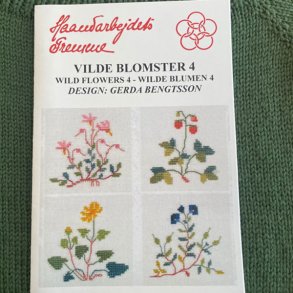 Haandarbejdets
Fremme
VILDE BLOMSTER 4
WILD FLOWERS 4 - WILDE BLUMEN 4
DESIGN: GERDA BENGTSSON